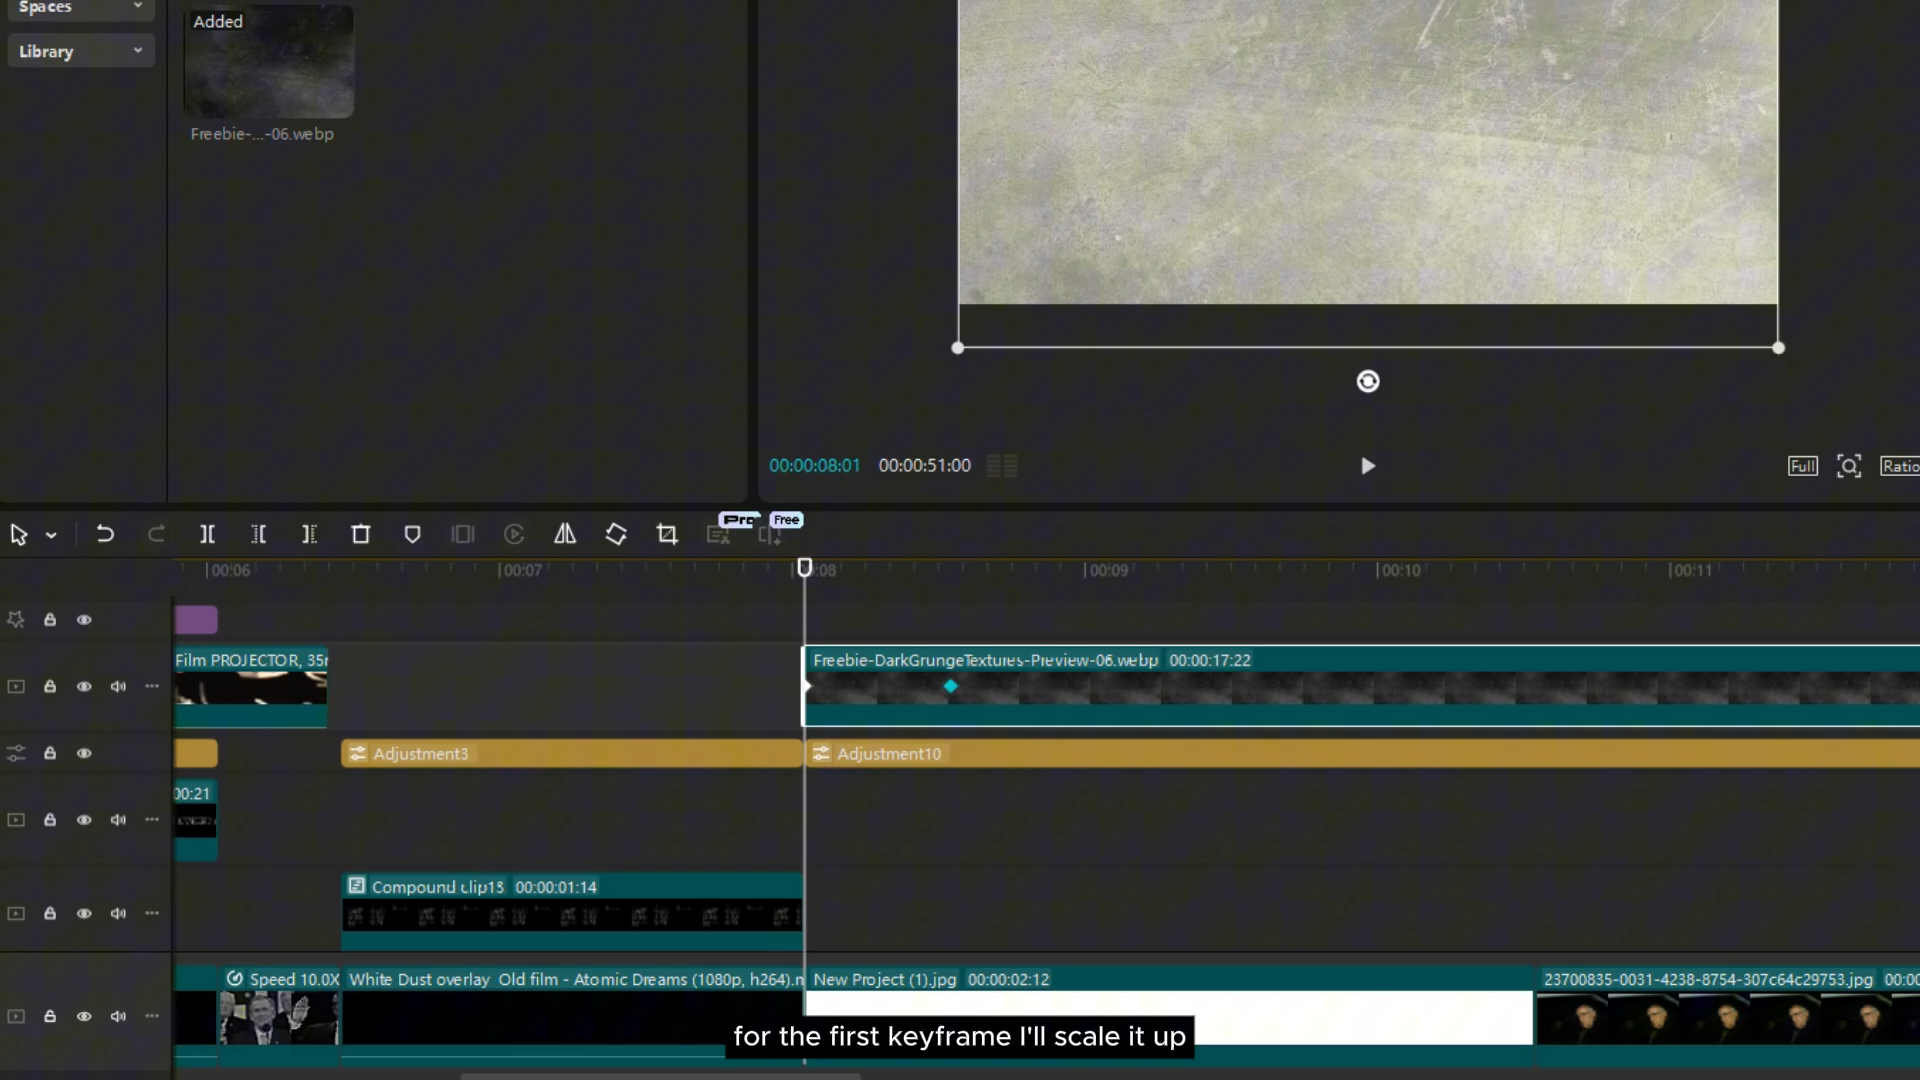 Spaces
Library
Added
Freebie-...-06.webp
00:00:08:01 00:00:51:00
Full
Ratio
Pro
Free
00:06 00:07 00:08 00:09 00:10 00:11
Film PROJECTOR, 35
Freebie-DarkGrungeTextures-Preview-06.webp 00:00:17:22
Adjustment3
Adjustment10
00:21
Compound clip13 00:00:01:14
Speed 10.0X
White Dust overlay Old film - Atomic Dreams (1080p, h264).
New Project (1).jpg 00:00:02:12
23700835-0031-4238-8754-307c64c29753.jpg 00:00
for the first keyframe I'll scale it up